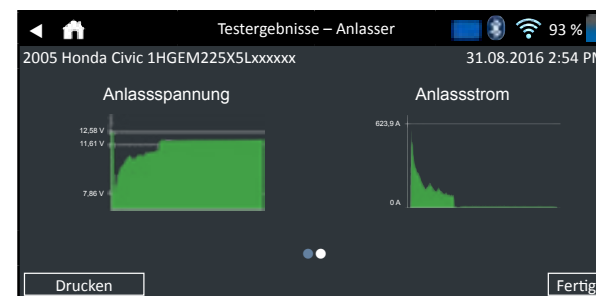 Testergebnisse – Anlasser 93 %
2005 Honda Civic 1HGEM225X5Lxxxxxx 31.08.2016 2:54 PM
Anlassspannung Anlassstrom
12,58 V
11,61 V
7,86 V
623,9 A
0 A
Drucken Fertig